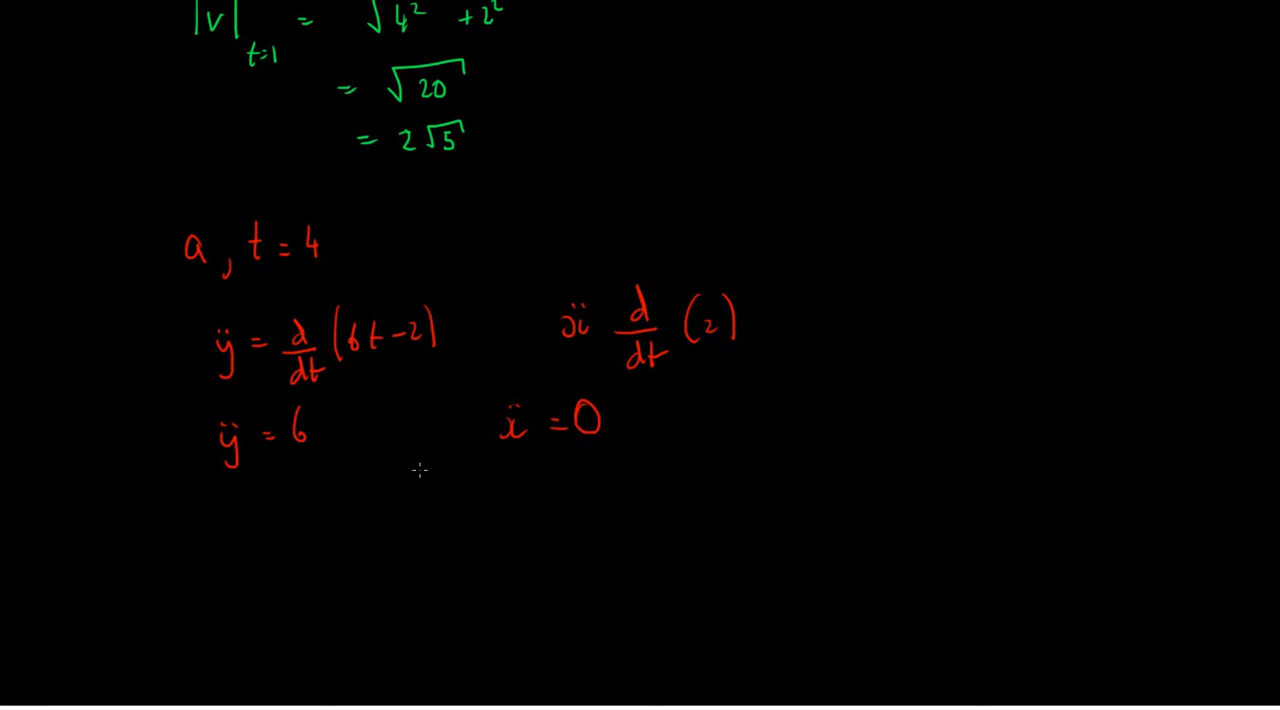 |v| t=1 = √4² + 2²
= √20
= 2√5
a, t = 4
ÿ = d/dt (6t - 2) ẍ d/dt (2)
ÿ = 6 ẍ = 0